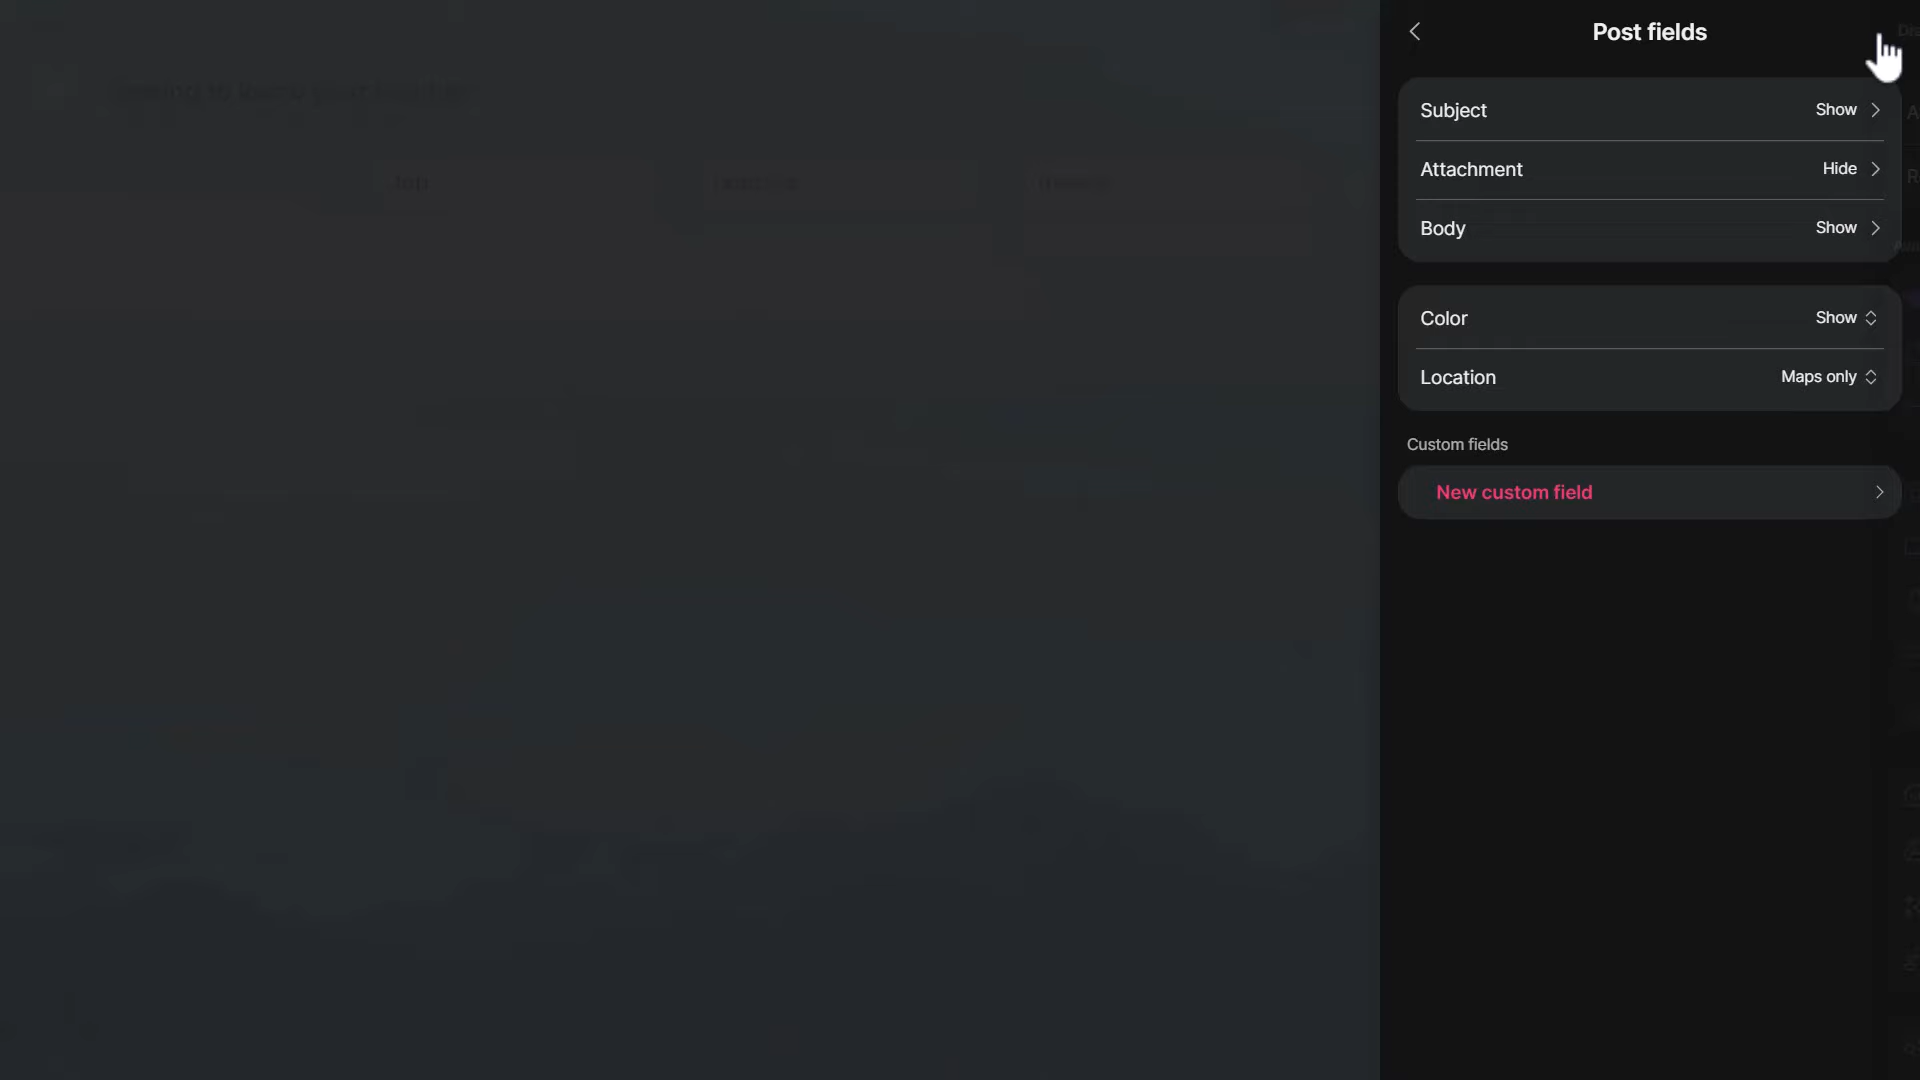 Post fields
Subject Show
Attachment Hide
Body Show
Color Show
Location Maps only
Custom fields
New custom field